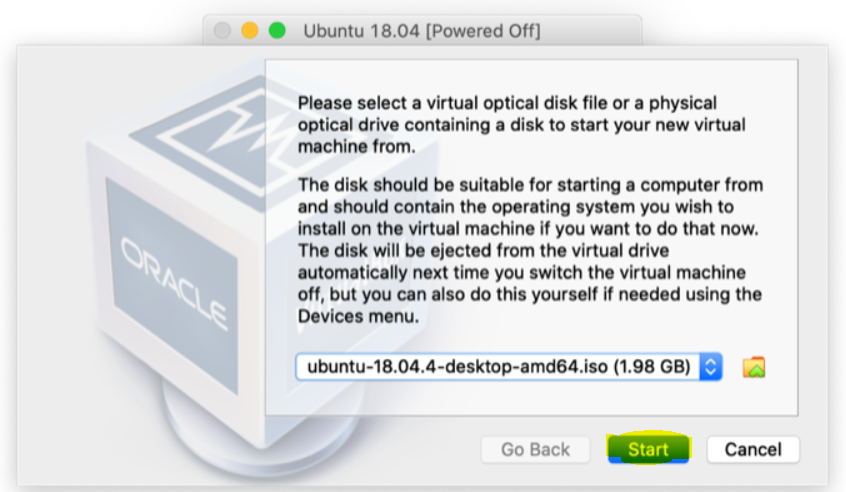 Ubuntu 18.04 [Powered Off]
Please select a virtual optical disk file or a physical
optical drive containing a disk to start your new virtual
machine from.
The disk should be suitable for starting a computer from
and should contain the operating system you wish to
install on the virtual machine if you want to do that now.
The disk will be ejected from the virtual drive
automatically next time you switch the virtual machine
off, but you can also do this yourself if needed using the
Devices menu.
ORACLE
ubuntu-18.04.4-desktop-amd64.iso (1.98 GB)
Go Back
Start
Cancel